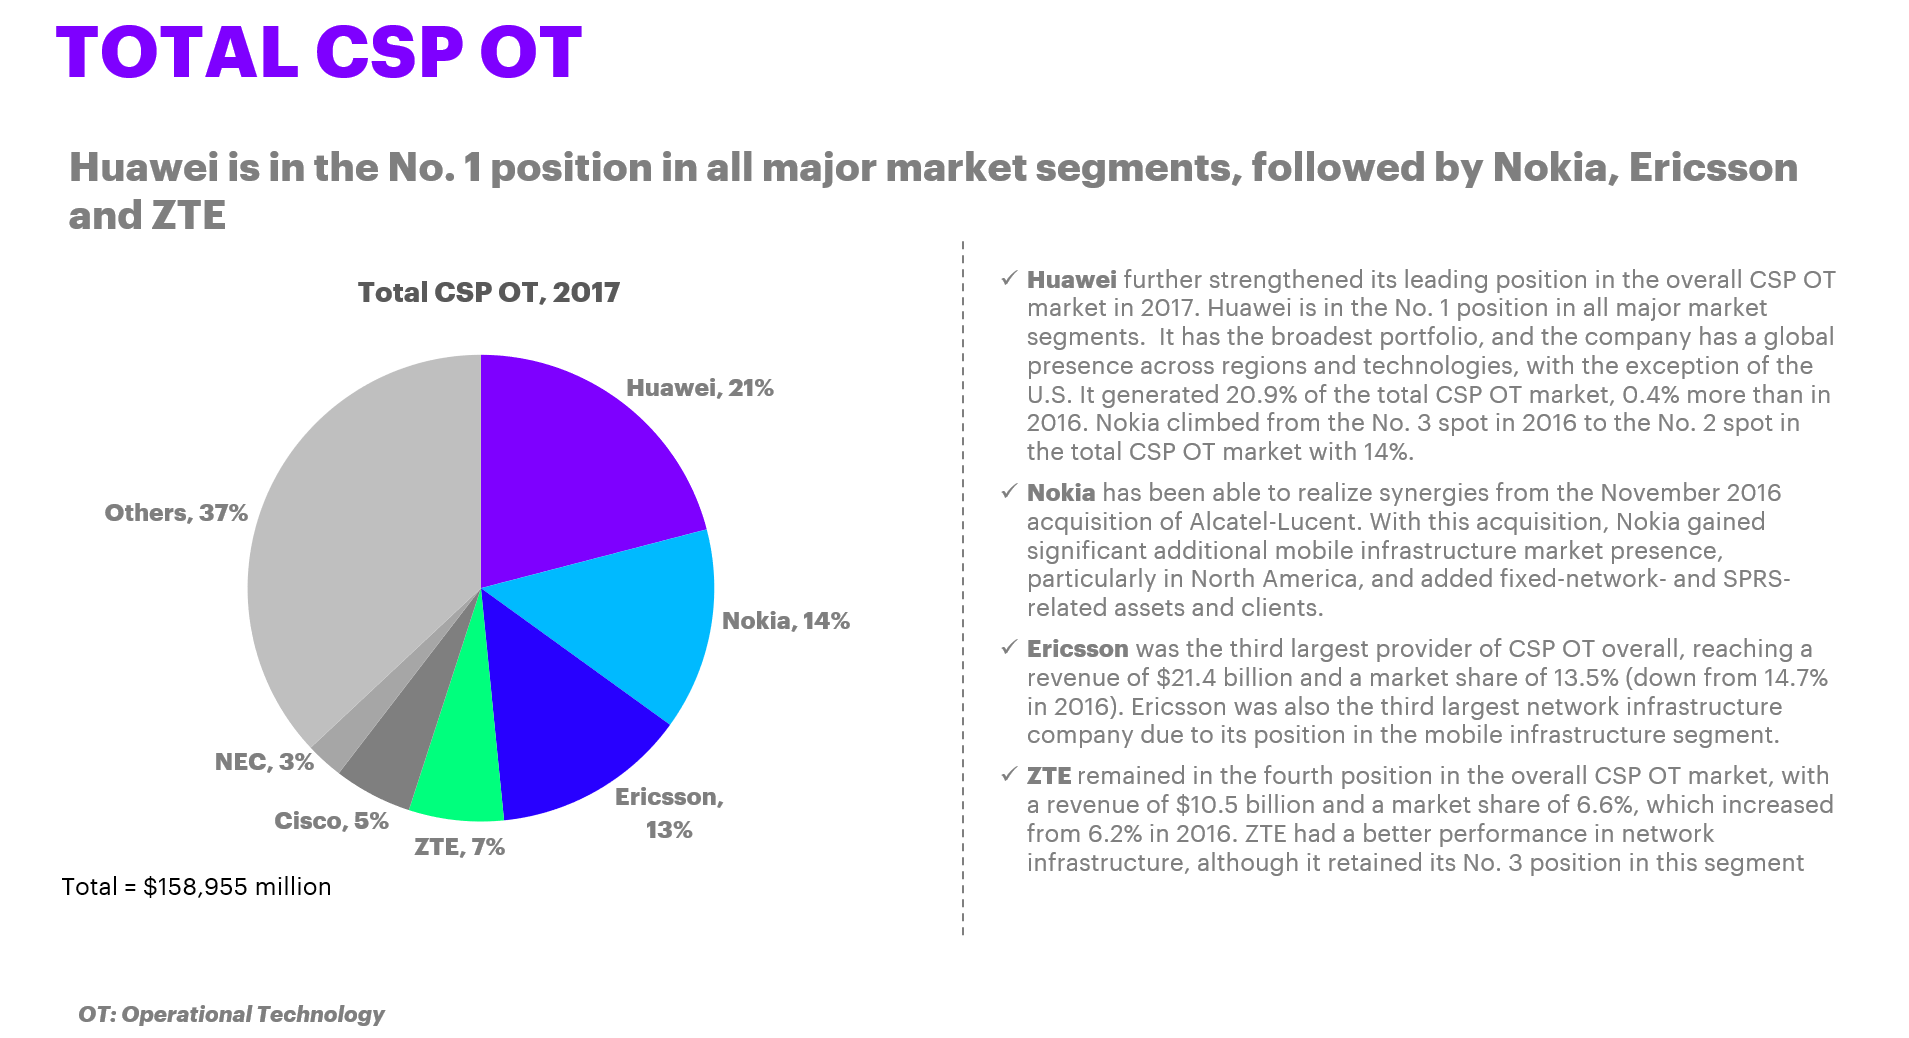 TOTAL CSP OT
Huawei is in the No. 1 position in all major market segments, followed by Nokia, Ericsson
and ZTE
Total CSP OT, 2017
Huawei, 21%
Nokia, 14%
Ericsson,
13%
ZTE, 7%
Cisco, 5%
NEC, 3%
Others, 37%
Total = $158,955 million
✓ Huawei further strengthened its leading position in the overall CSP OT
market in 2017. Huawei is in the No. 1 position in all major market
segments.  It has the broadest portfolio, and the company has a global
presence across regions and technologies, with the exception of the
U.S. It generated 20.9% of the total CSP OT market, 0.4% more than in
2016. Nokia climbed from the No. 3 spot in 2016 to the No. 2 spot in
the total CSP OT market with 14%.
✓ Nokia has been able to realize synergies from the November 2016
acquisition of Alcatel-Lucent. With this acquisition, Nokia gained
significant additional mobile infrastructure market presence,
particularly in North America, and added fixed-network- and SPRS-
related assets and clients.
✓ Ericsson was the third largest provider of CSP OT overall, reaching a
revenue of $21.4 billion and a market share of 13.5% (down from 14.7%
in 2016). Ericsson was also the third largest network infrastructure
company due to its position in the mobile infrastructure segment.
✓ ZTE remained in the fourth position in the overall CSP OT market, with
a revenue of $10.5 billion and a market share of 6.6%, which increased
from 6.2% in 2016. ZTE had a better performance in network
infrastructure, although it retained its No. 3 position in this segment
OT: Operational Technology